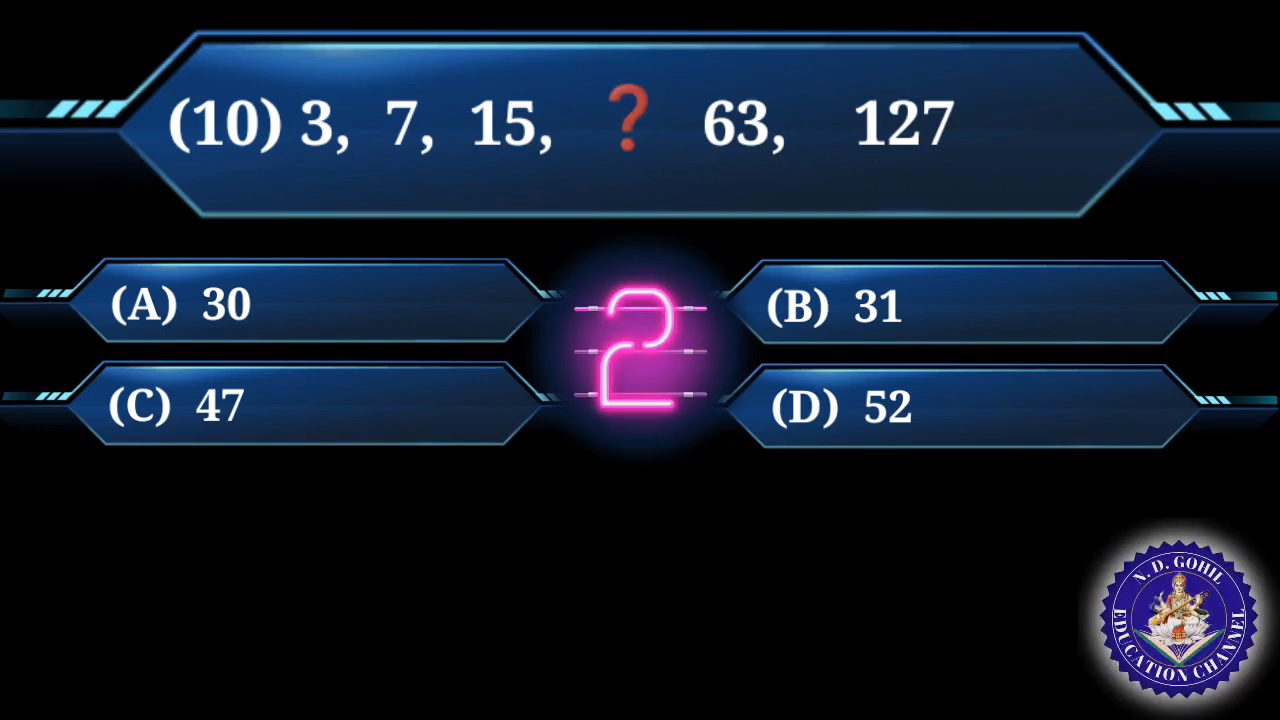 (10) 3, 7, 15, ❓ 63, 127
(A) 30
(B) 31
2
(C) 47
(D) 52
N. D. GOHIL
EDUCATION CHANNEL